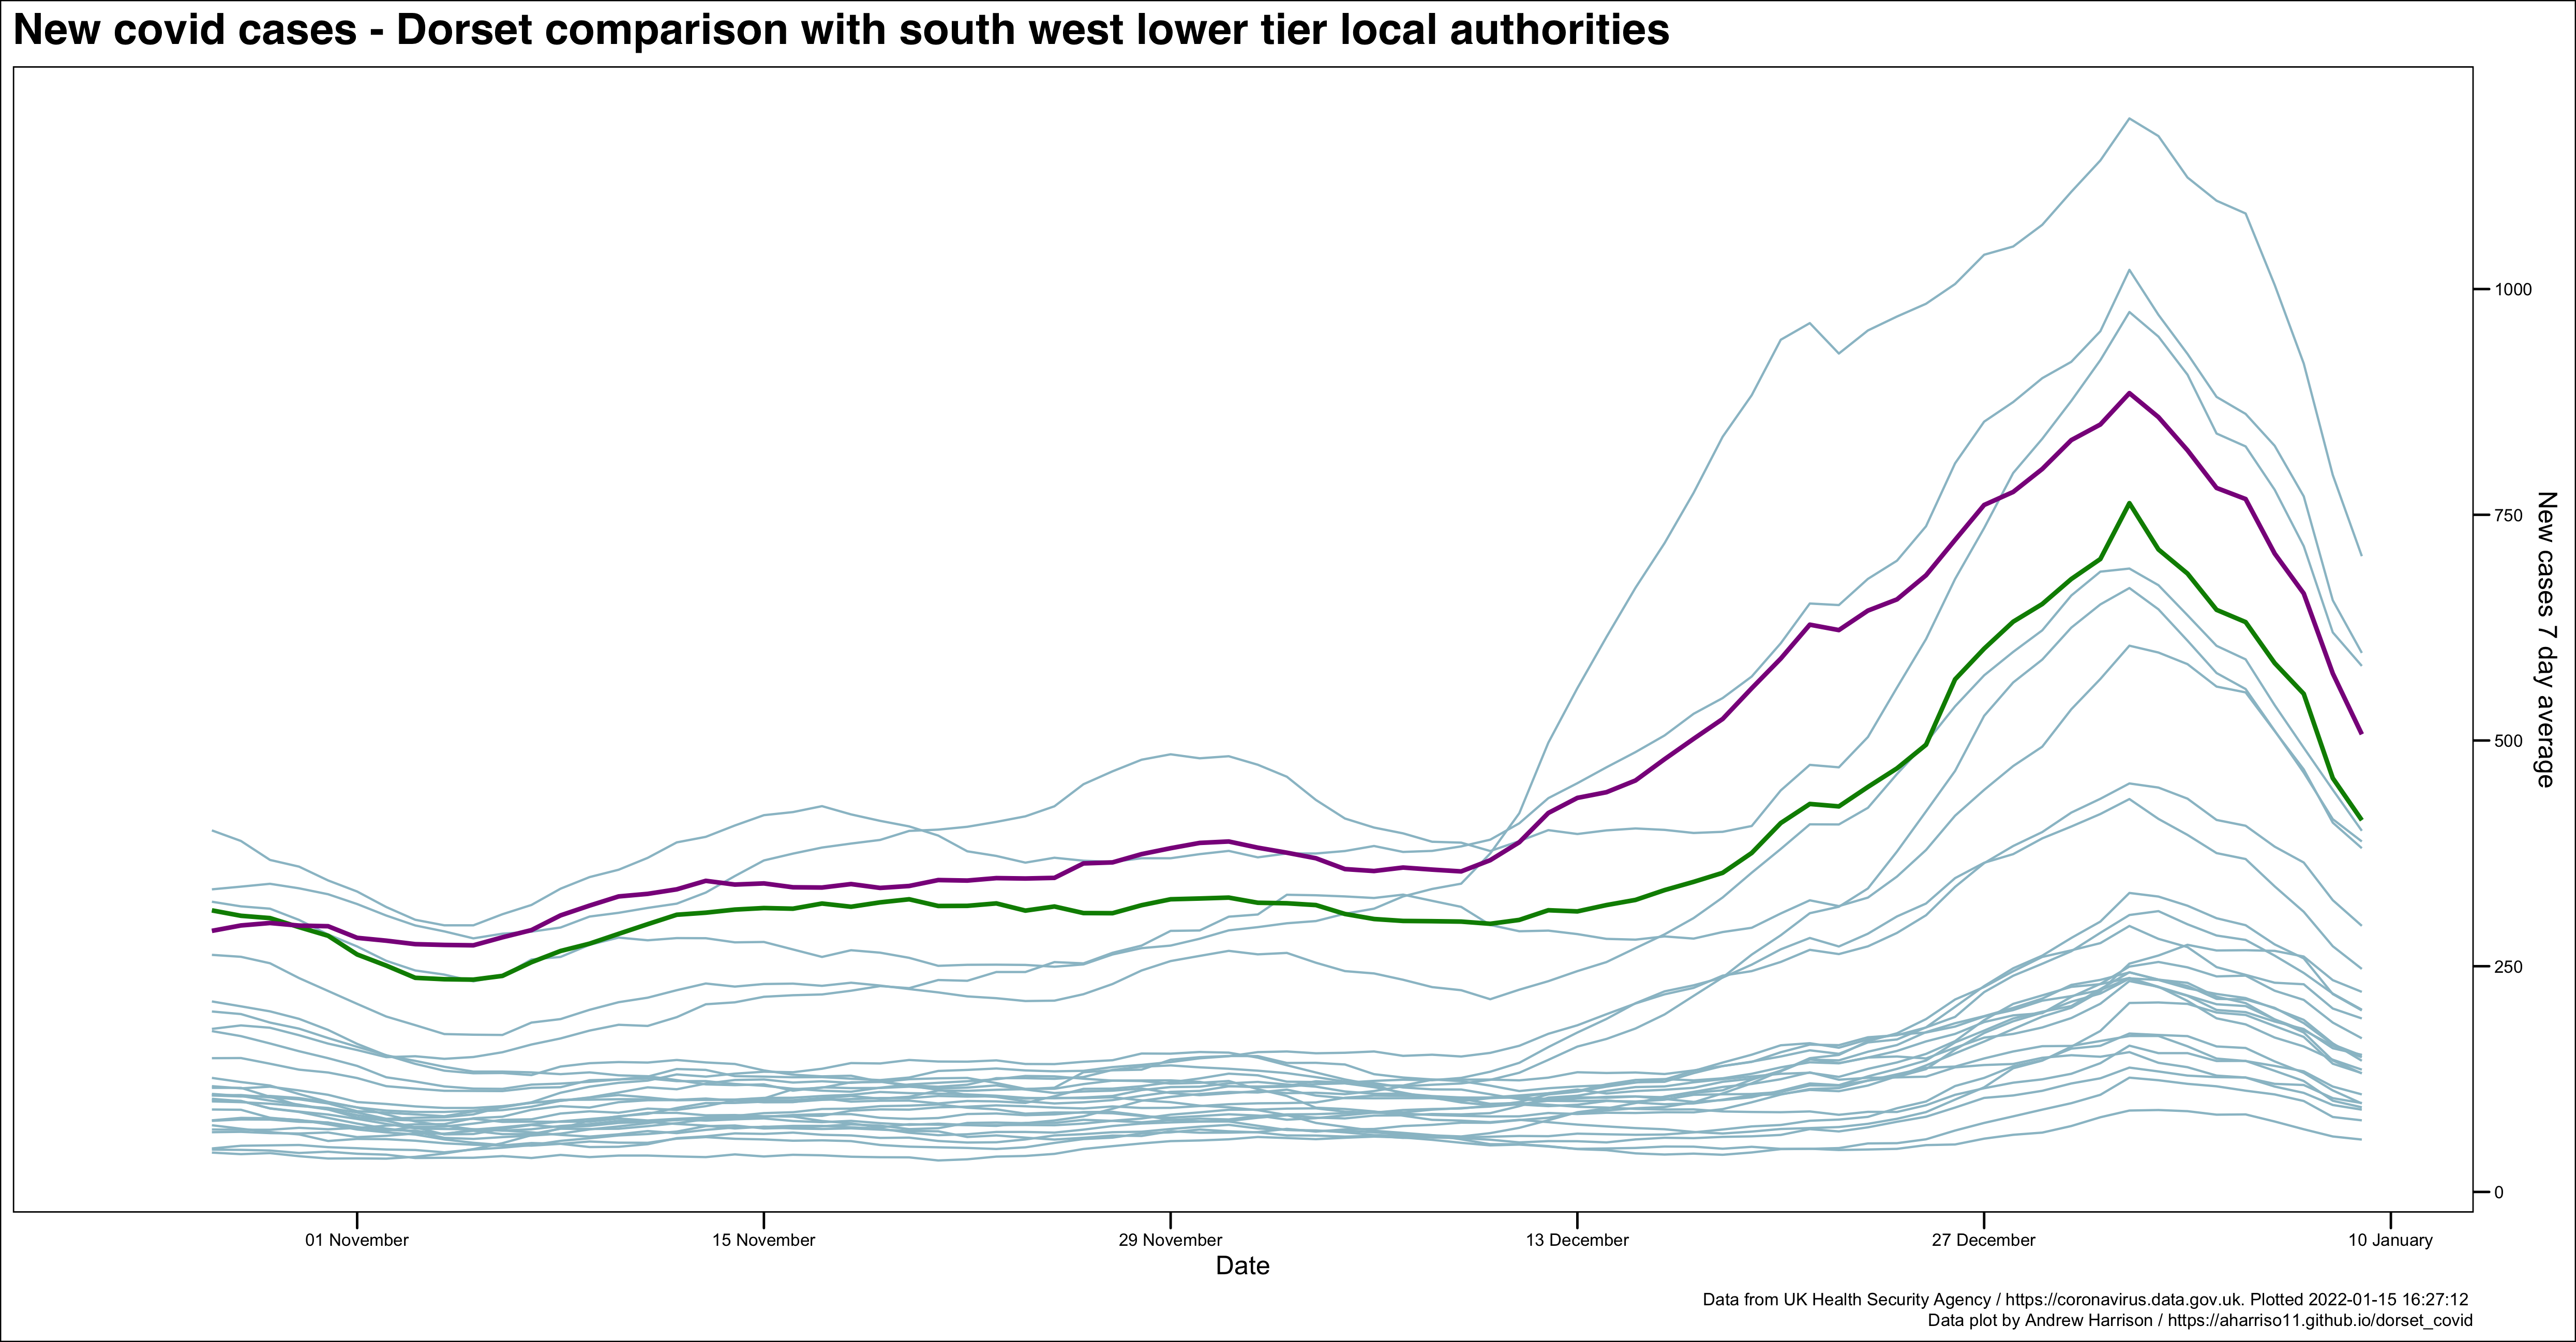 New covid cases - Dorset comparison with south west lower tier local authorities
1000
750
500
250
0
New cases 7 day average
01 November
15 November
29 November
13 December
27 December
10 January
Date
Data from UK Health Security Agency / https://coronavirus.data.gov.uk. Plotted 2022-01-15 16:27:12
Data plot by Andrew Harrison / https://aharriso11.github.io/dorset_covid